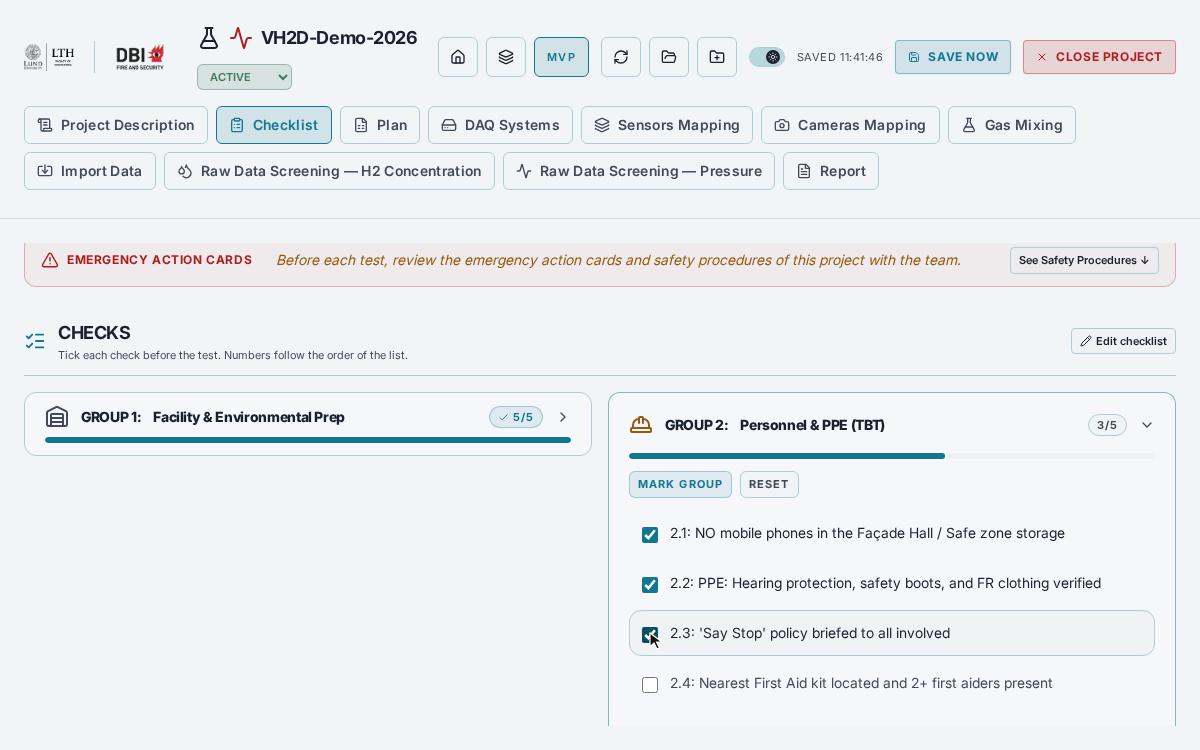 LUND
UNIVERSITY
LTH
FACULTY OF
ENGINEERING
DBI
FIRE AND SECURITY
VH2D-Demo-2026
ACTIVE
MVP
SAVED 11:41:46
SAVE NOW
CLOSE PROJECT
Project Description
Checklist
Plan
DAQ Systems
Sensors Mapping
Cameras Mapping
Gas Mixing
Import Data
Raw Data Screening — H2 Concentration
Raw Data Screening — Pressure
Report
EMERGENCY ACTION CARDS
Before each test, review the emergency action cards and safety procedures of this project with the team.
See Safety Procedures ↓
CHECKS
Tick each check before the test. Numbers follow the order of the list.
Edit checklist
GROUP 1: Facility & Environmental Prep
5/5
GROUP 2: Personnel & PPE (TBT)
3/5
MARK GROUP
RESET
2.1: NO mobile phones in the Façade Hall / Safe zone storage
2.2: PPE: Hearing protection, safety boots, and FR clothing verified
2.3: 'Say Stop' policy briefed to all involved
2.4: Nearest First Aid kit located and 2+ first aiders present